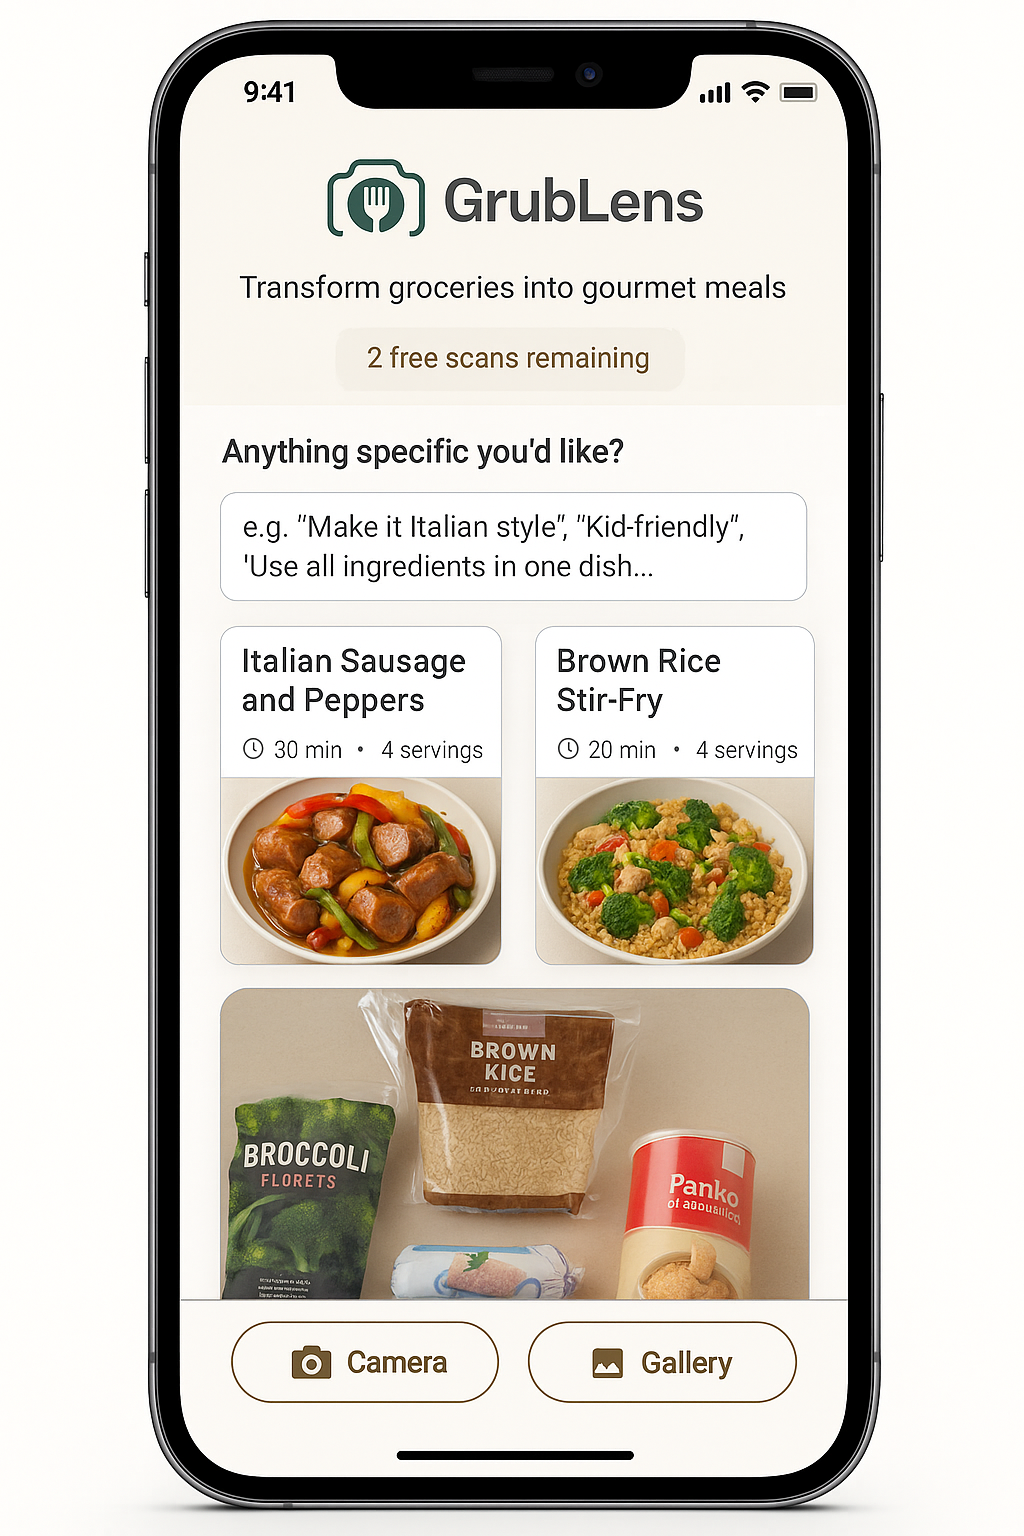 9:41
GrubLens
Transform groceries into gourmet meals
2 free scans remaining
Anything specific you'd like?
e.g. "Make it Italian style", "Kid-friendly",
'Use all ingredients in one dish...
Italian Sausage
and Peppers
30 min • 4 servings
Brown Rice
Stir-Fry
20 min • 4 servings
BROWN
KICE
BROCCOLI
FLORETS
Panko
of
Camera
Gallery